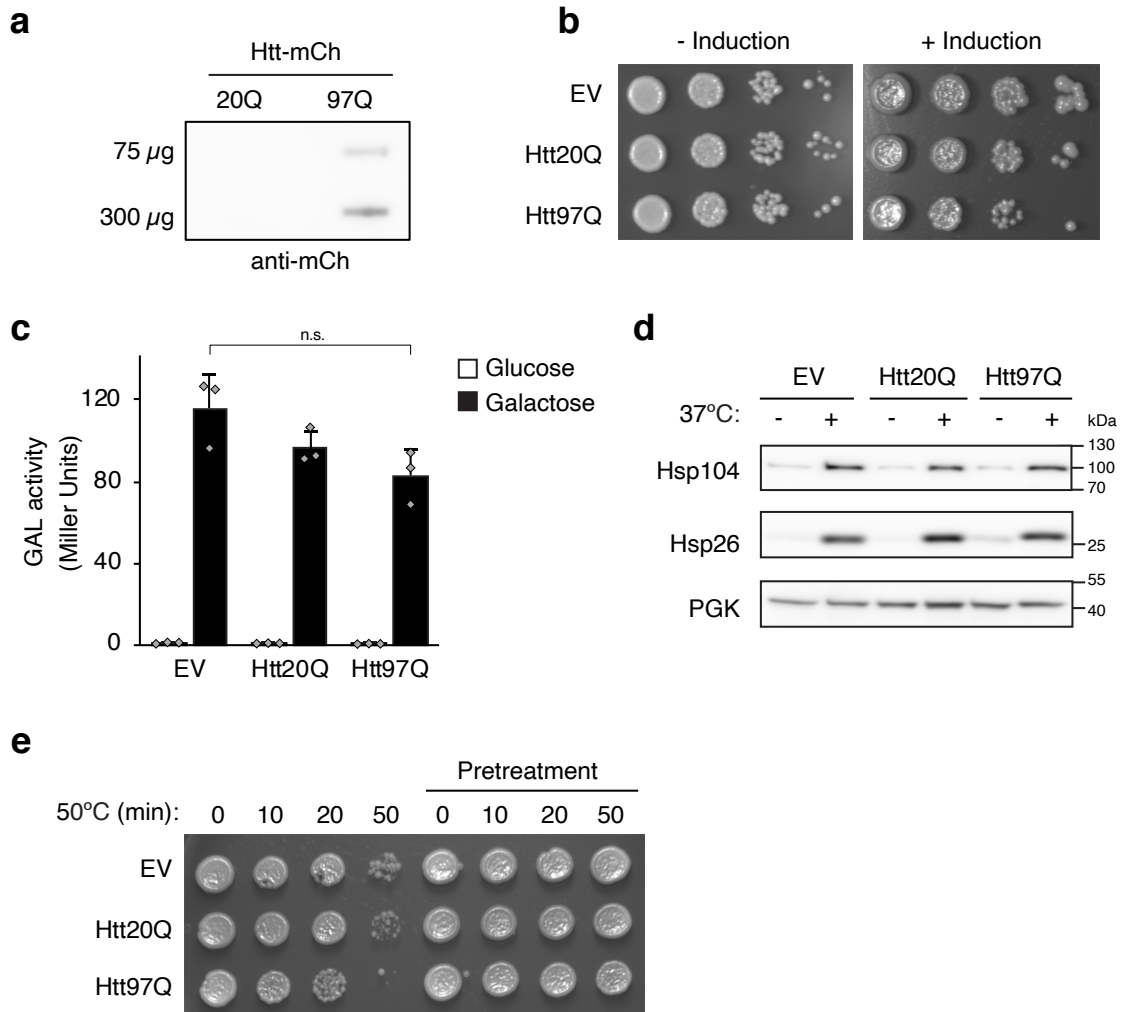 a
Htt-mCh
20Q 97Q
75 µg
300 µg
anti-mCh
b
- Induction + Induction
EV
Htt20Q
Htt97Q
c
n.s.
Glucose
Galactose
GAL activity
(Miller Units)
120
80
40
0
EV Htt20Q Htt97Q
d
EV Htt20Q Htt97Q
37ºC: - + - + - + kDa
Hsp104
130
100
70
Hsp26
25
PGK
55
40
e
Pretreatment
50ºC (min): 0 10 20 50 0 10 20 50
EV
Htt20Q
Htt97Q